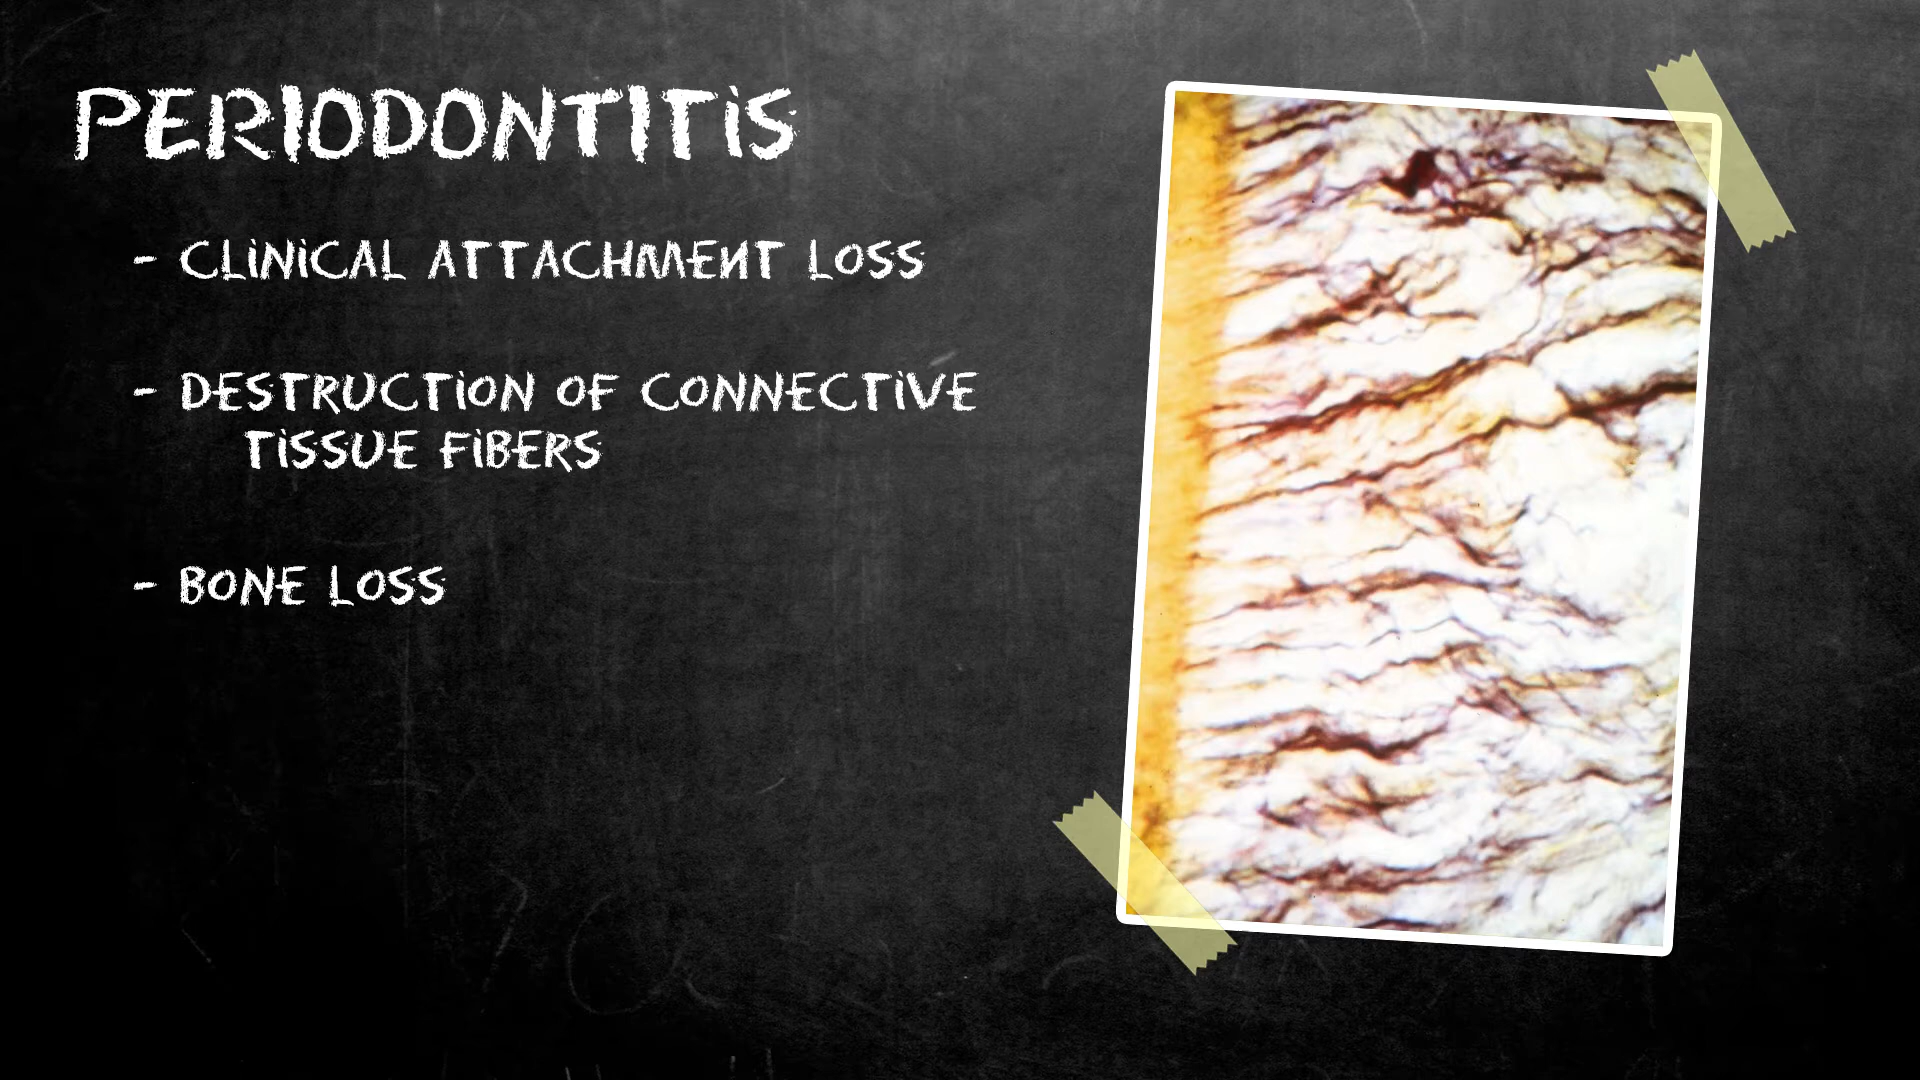 PERIODONTITIS
- CLINICAL ATTACHMENT LOSS
- DESTRUCTION OF CONNECTIVE
TISSUE FIBERS
- BONE LOSS